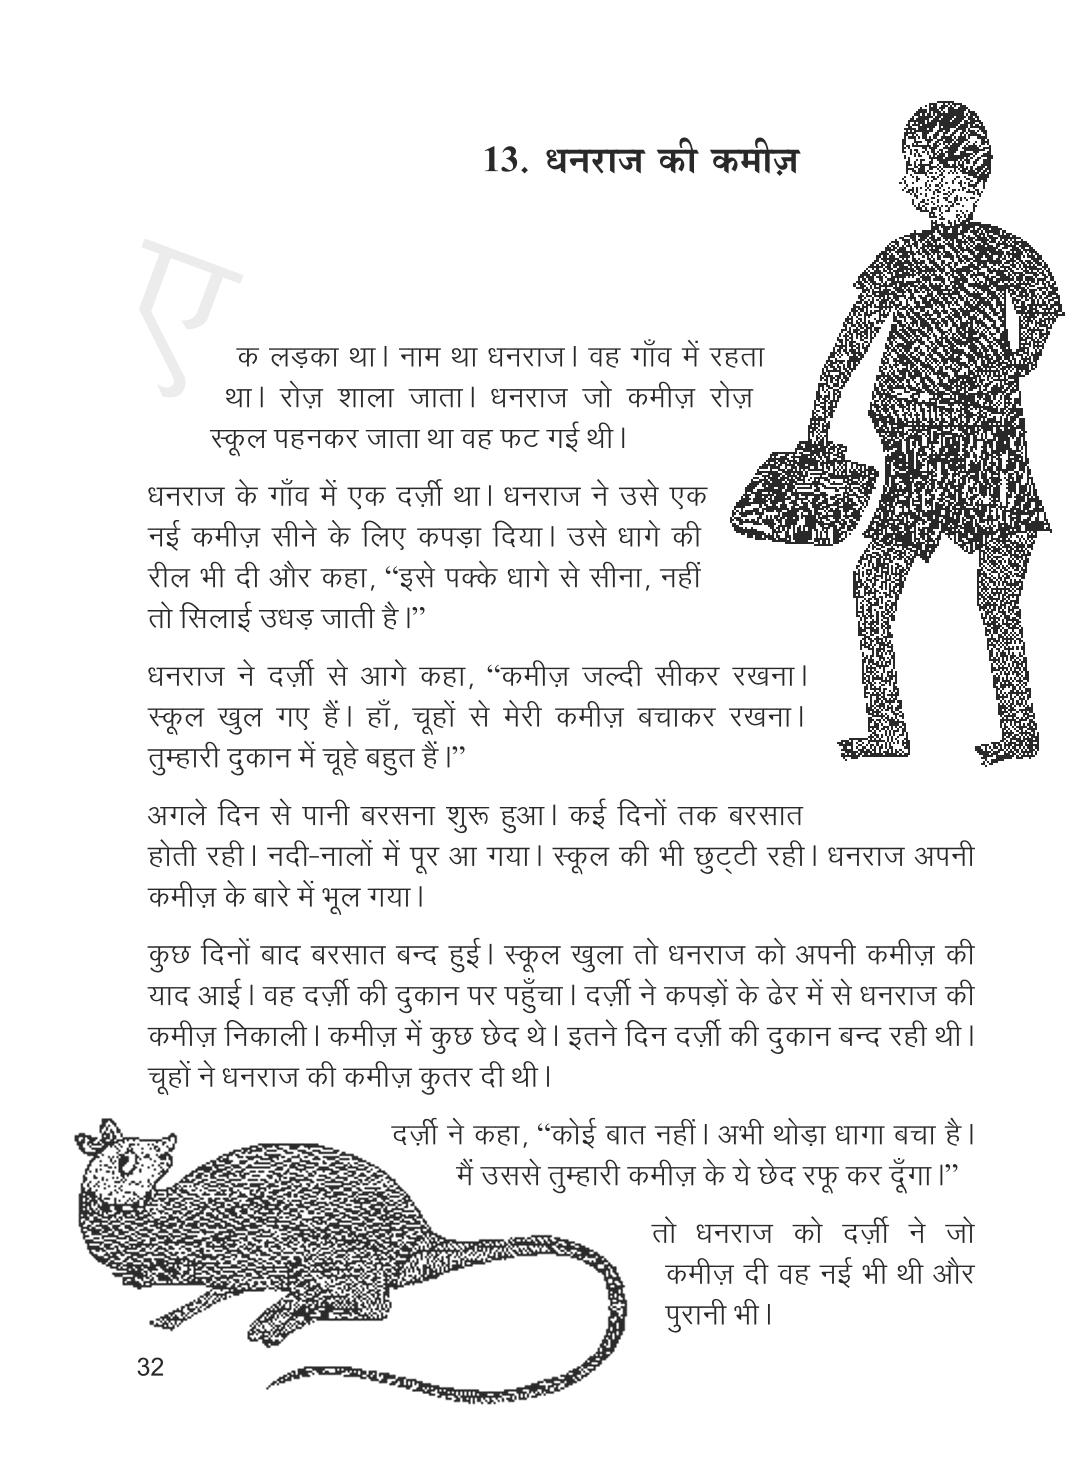 13. धनराज की कमीज़
एक लड़का था। नाम था धनराज। वह गाँव में रहता
था। रोज़ शाला जाता। धनराज जो कमीज़ रोज़
स्कूल पहनकर जाता था वह फट गई थी।
धनराज के गाँव में एक दर्ज़ी था। धनराज ने उसे एक
नई कमीज़ सीने के लिए कपड़ा दिया। उसे धागे की
रील भी दी और कहा, “इसे पक्के धागे से सीना, नहीं
तो सिलाई उधड़ जाती है।”
धनराज ने दर्ज़ी से आगे कहा, “कमीज़ जल्दी सीकर रखना।
स्कूल खुल गए हैं। हाँ, चूहों से मेरी कमीज़ बचाकर रखना।
तुम्हारी दुकान में चूहे बहुत हैं।”
अगले दिन से पानी बरसना शुरू हुआ। कई दिनों तक बरसात
होती रही। नदी-नालों में पूर आ गया। स्कूल की भी छुट्टी रही। धनराज अपनी
कमीज़ के बारे में भूल गया।
कुछ दिनों बाद बरसात बन्द हुई। स्कूल खुला तो धनराज को अपनी कमीज़ की
याद आई। वह दर्ज़ी की दुकान पर पहुँचा। दर्ज़ी ने कपड़ों के ढेर में से धनराज की
कमीज़ निकाली। कमीज़ में कुछ छेद थे। इतने दिन दर्ज़ी की दुकान बन्द रही थी।
चूहों ने धनराज की कमीज़ कुतर दी थी।
दर्ज़ी ने कहा, “कोई बात नहीं। अभी थोड़ा धागा बचा है।
मैं उससे तुम्हारी कमीज़ के ये छेद रफू कर दूँगा।”
तो धनराज को दर्ज़ी ने जो
कमीज़ दी वह नई भी थी और
पुरानी भी।
32